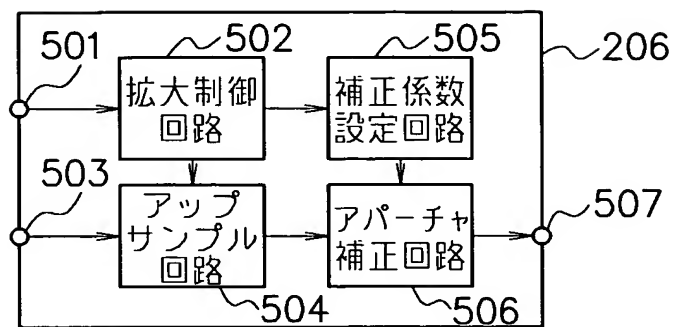 502
505
206
501
拡大制御
回路
補正係数
設定回路
503
アップ
サンプル
回路
アパーチャ
補正回路
507
504
506